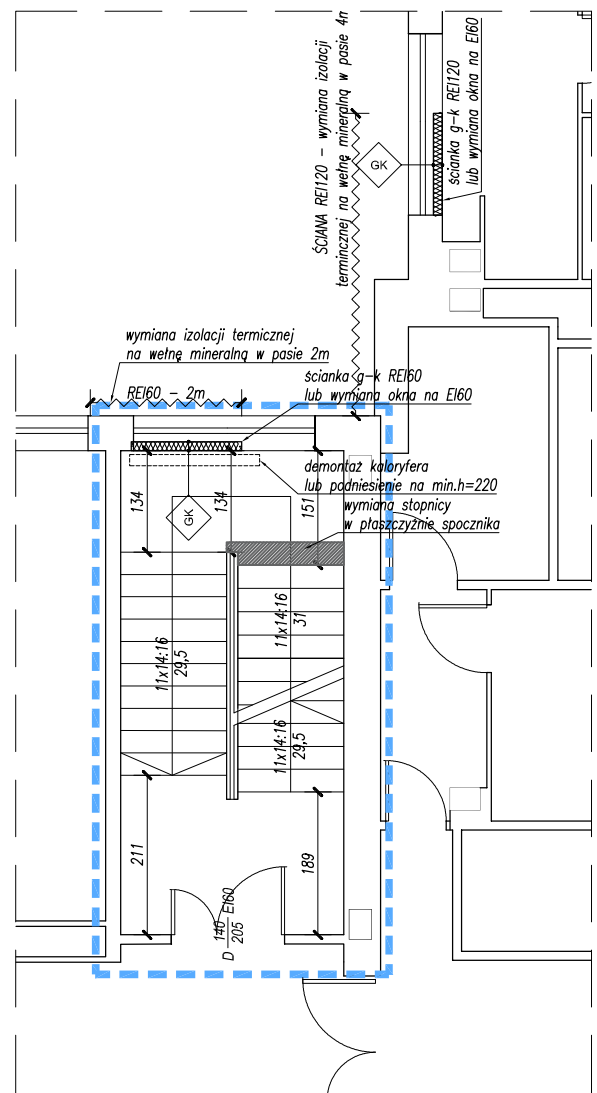 ŚCIANA REI120 – wymiana izolacji
termincznej na wełnę mineralną w pasie 4m
GK
ścianka g–k REI120
lub wymiana okna na EI60
wymiana izolacji termicznej
na wełnę mineralną w pasie 2m
REI60 – 2m
ścianka g–k REI60
lub wymiana okna na EI60
demontaż kaloryfera
lub podniesienie na min.h=220
wymiana stopnicy
w płaszczyźnie spocznika
134
GK
134
151
11x14:16
29,5
11x14:16
31
11x14:16
29,5
211
189
D 140 EI60
205